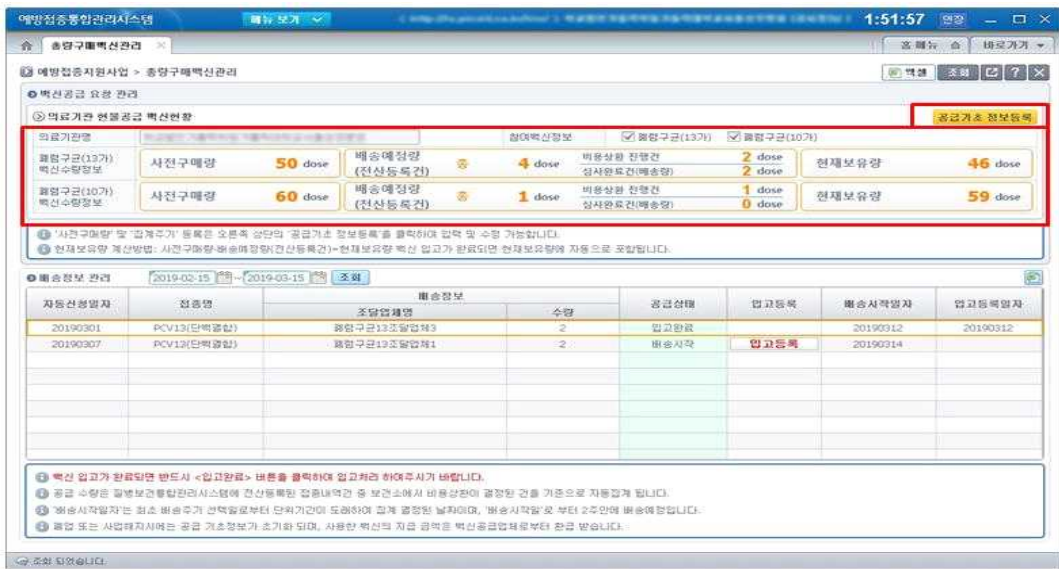 예방접종통합관리시스템 메뉴 보기 1:51:57 연장
총량구매백신관리 홈 메뉴 바로가기
예방접종지원사업 > 총량구매백신관리 엑셀 조회
백신공급 요청 관리
의료기관 현물공급 백신현황 공급기초 정보등록
의료기관명 참여백신정보 폐렴구균(13가) 폐렴구균(10가)
폐렴구균(13가) 백신수량정보 사전구매량 50 dose 배송예정량 (전산등록건) 총 4 dose 비용상환 진행건 2 dose 심사완료건(배송량) 2 dose 현재보유량 46 dose
폐렴구균(10가) 백신수량정보 사전구매량 60 dose 배송예정량 (전산등록건) 총 1 dose 비용상환 진행건 1 dose 심사완료건(배송량) 0 dose 현재보유량 59 dose
'사전구매량' 및 '집계주기' 등록은 오른쪽 상단의 '공급기초 정보등록'을 클릭하여 입력 및 수정 가능합니다.
현재보유량 계산방법: 사전구매량-배송예정량(전산등록건)=현재보유량 백신 입고가 완료되면 현재보유량에 자동으로 포함됩니다.
배송정보 관리 2019-02-15 ~ 2019-03-15 조회
자동신청일자 접종명 배송정보 공급상태 입고등록 배송시작일자 입고등록일자
조달업체명 수량
20190301 PCV13(단백결합) 폐렴구균13조달업체3 2 입고완료 20190312 20190312
20190307 PCV13(단백결합) 폐렴구균13조달업체1 2 배송시작 입고등록 20190314
백신 입고가 완료되면 반드시 <입고완료> 버튼을 클릭하여 입고처리 하여주시기 바랍니다.
공급 수량은 질병보건통합관리시스템에 전산등록된 접종내역건 중 보건소에서 비용상환이 결정된 건을 기준으로 자동집계 됩니다.
'배송시작일자'는 최초 배송주기 선택일로부터 단위기간이 도래하여 집계 결정된 날짜이며, '배송시작일'로 부터 2주안에 배송예정입니다.
폐업 또는 사업해지시에는 공급 기초정보가 초기화 되며, 사용한 백신의 지급 금액은 백신공급업체로부터 환급 받습니다.
조회 되었습니다.